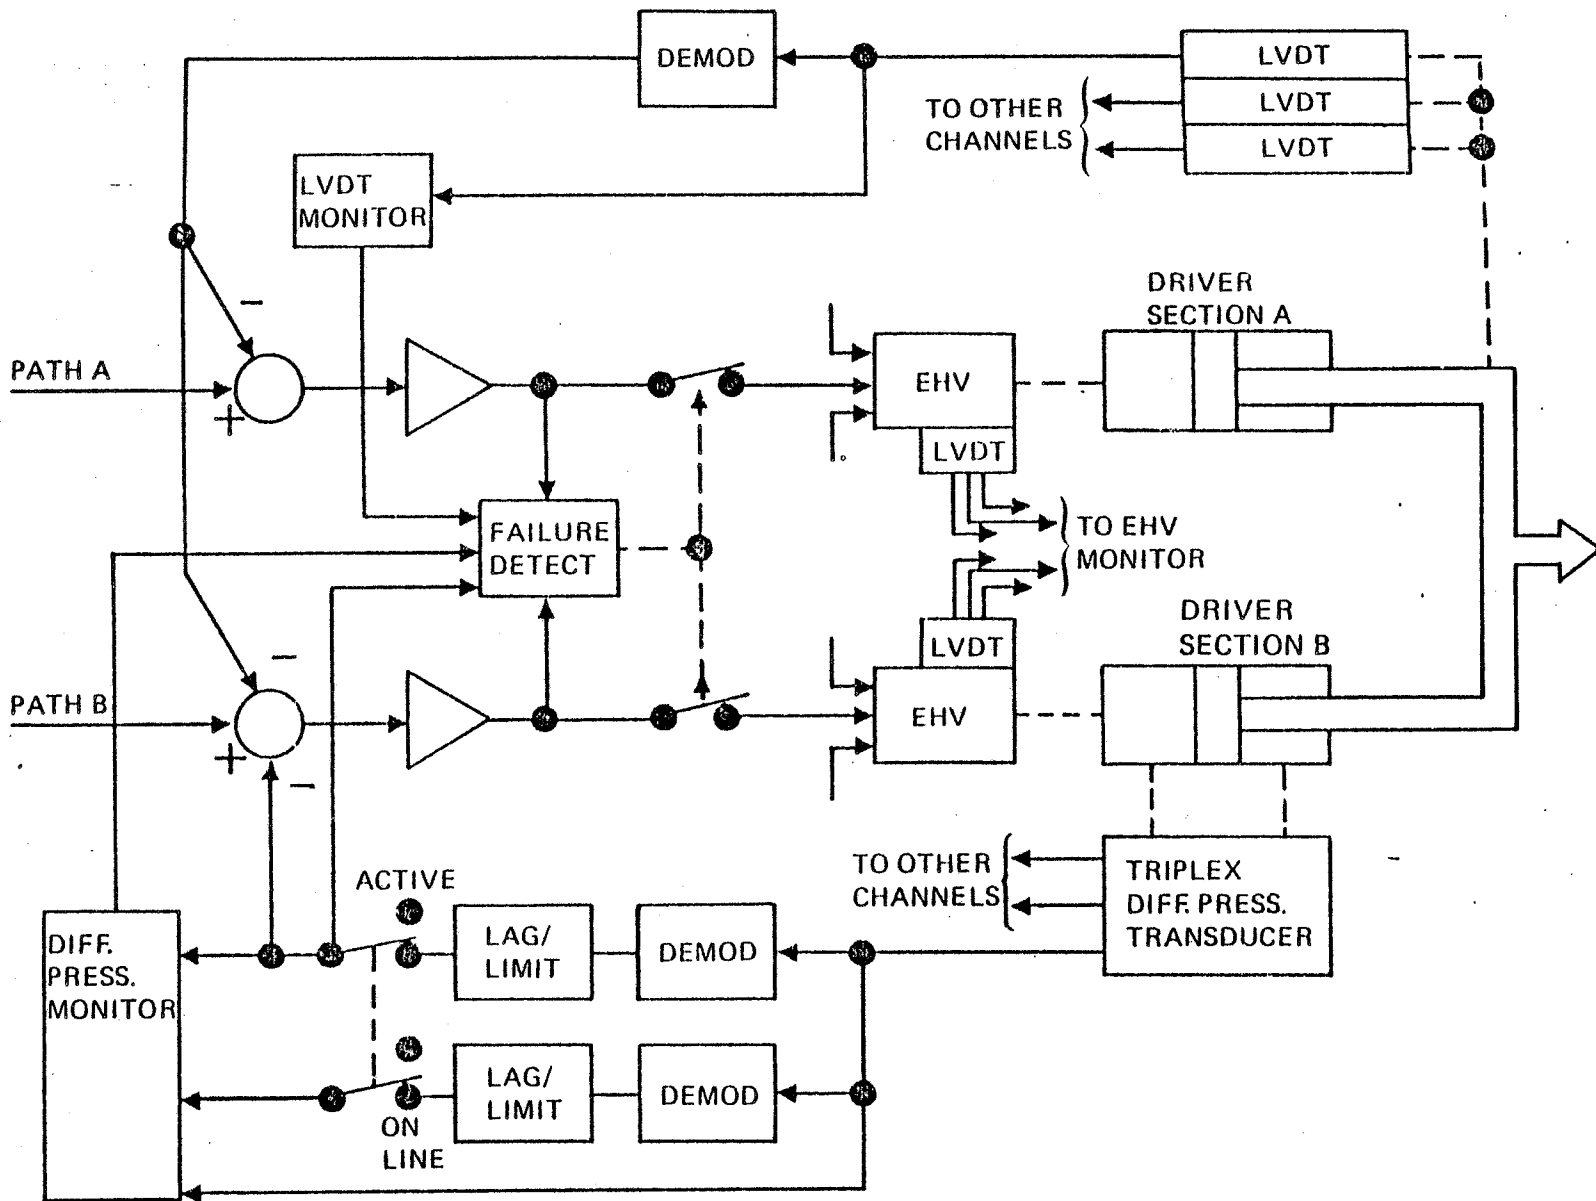 DEMOD
LVDT
LVDT
LVDT
TO OTHER
CHANNELS
LVDT
MONITOR
–
DRIVER
SECTION A
PATH A
+
EHV
LVDT
FAILURE
DETECT
TO EHV
MONITOR
DRIVER
SECTION B
LVDT
–
PATH B
+
EHV
–
TO OTHER
CHANNELS
TRIPLEX
DIFF. PRESS.
TRANSDUCER
ACTIVE
DIFF.
PRESS.
MONITOR
LAG/
LIMIT
DEMOD
LAG/
LIMIT
DEMOD
ON
LINE